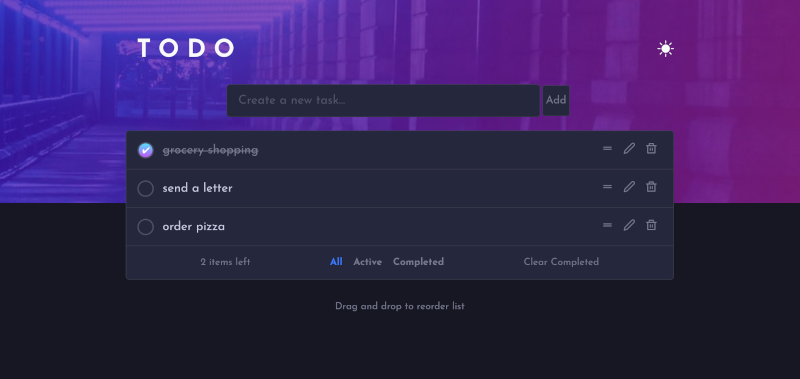 TODO
Create a new task...
Add
grocery shopping
send a letter
order pizza
2 items left
All Active Completed
Clear Completed
Drag and drop to reorder list